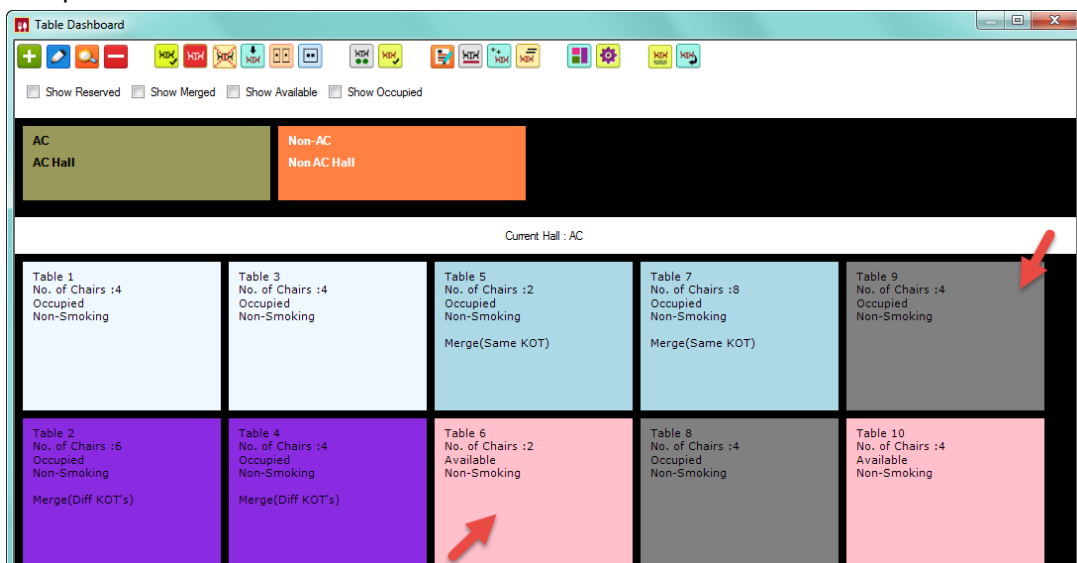 Table Dashboard
Show Reserved
Show Merged
Show Available
Show Occupied
AC
AC Hall
Non-AC
Non AC Hall
Current Hall : AC
Table 1
No. of Chairs :4
Occupied
Non-Smoking
Table 3
No. of Chairs :4
Occupied
Non-Smoking
Table 5
No. of Chairs :2
Occupied
Non-Smoking
Merge(Same KOT)
Table 7
No. of Chairs :8
Occupied
Non-Smoking
Merge(Same KOT)
Table 9
No. of Chairs :4
Occupied
Non-Smoking
Table 2
No. of Chairs :6
Occupied
Non-Smoking
Merge(Diff KOT's)
Table 4
No. of Chairs :4
Occupied
Non-Smoking
Merge(Diff KOT's)
Table 6
No. of Chairs :2
Available
Non-Smoking
Table 8
No. of Chairs :4
Occupied
Non-Smoking
Table 10
No. of Chairs :4
Available
Non-Smoking